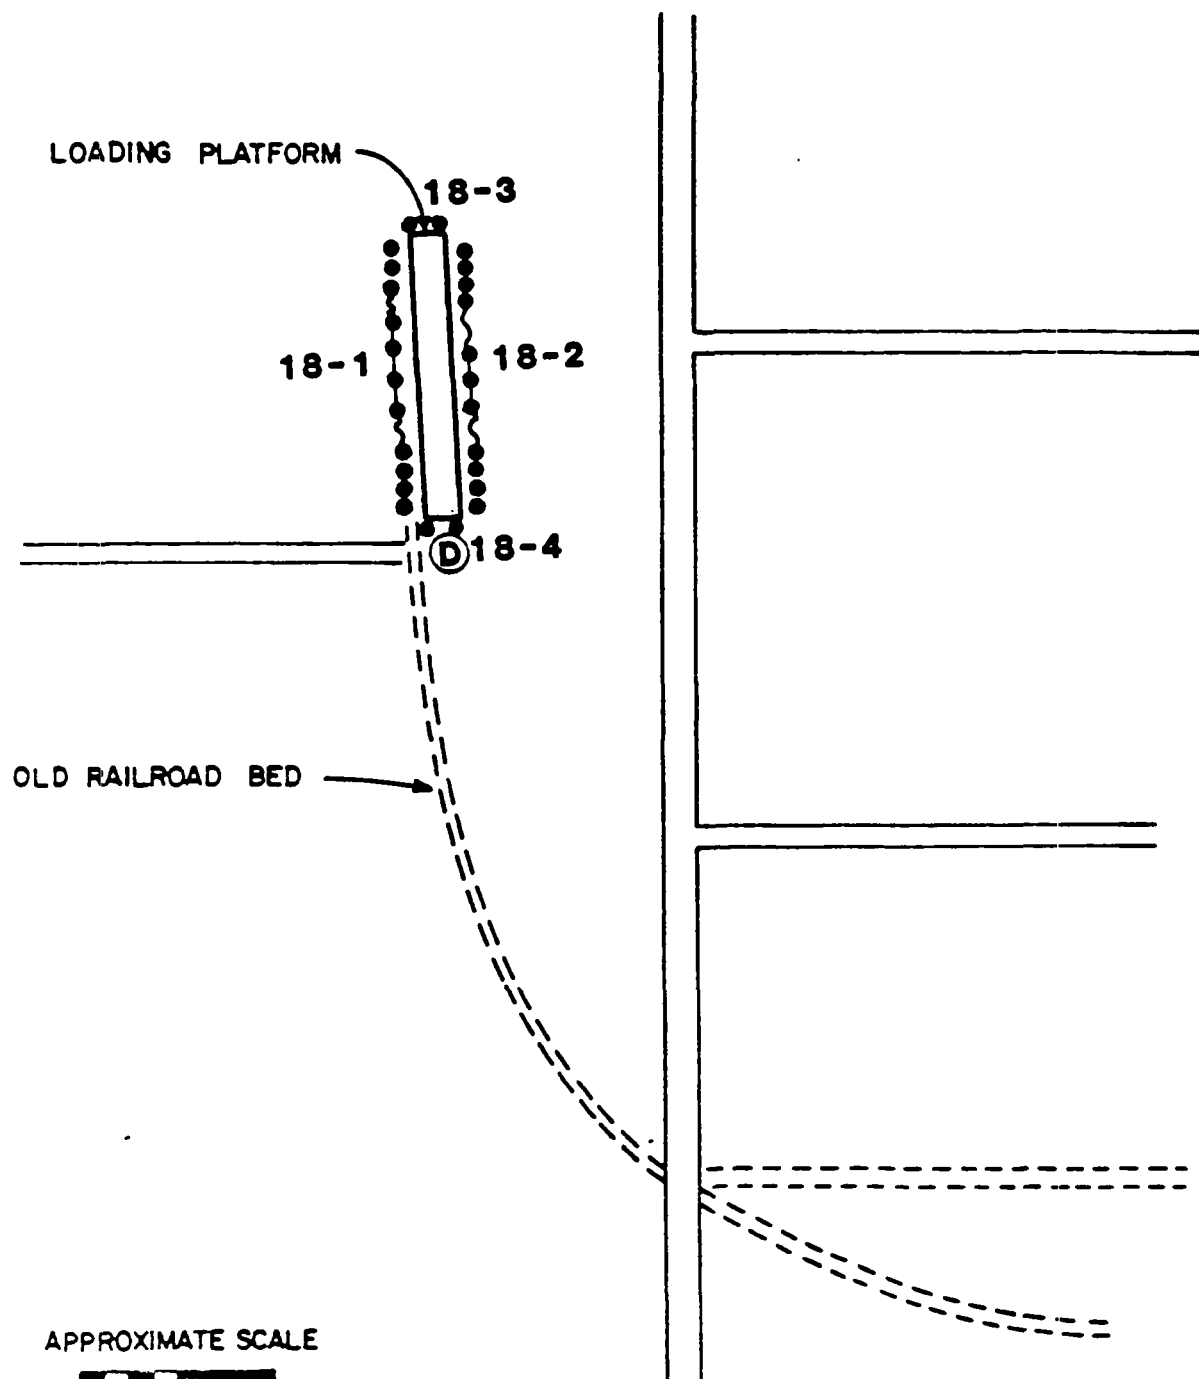 LOADING PLATFORM
18-3
18-1
18-2
D 18-4
OLD RAILROAD BED
APPROXIMATE SCALE